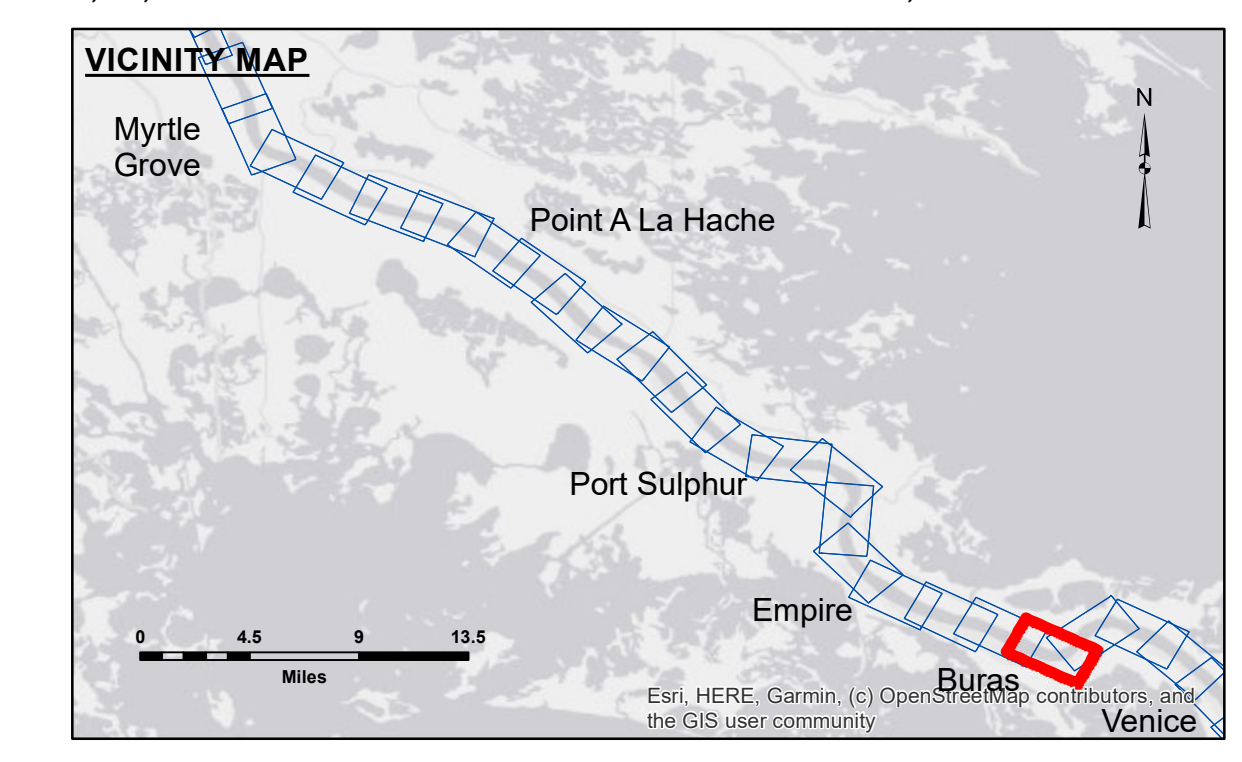 VICINITY MAP
N
Myrtle
Grove
Point A La Hache
Port Sulphur
Empire
0 4.5 9 13.5
Miles
Buras
Esri, HERE, Garmin, (c) OpenStreetMap contributors, and
the GIS user community
Venice